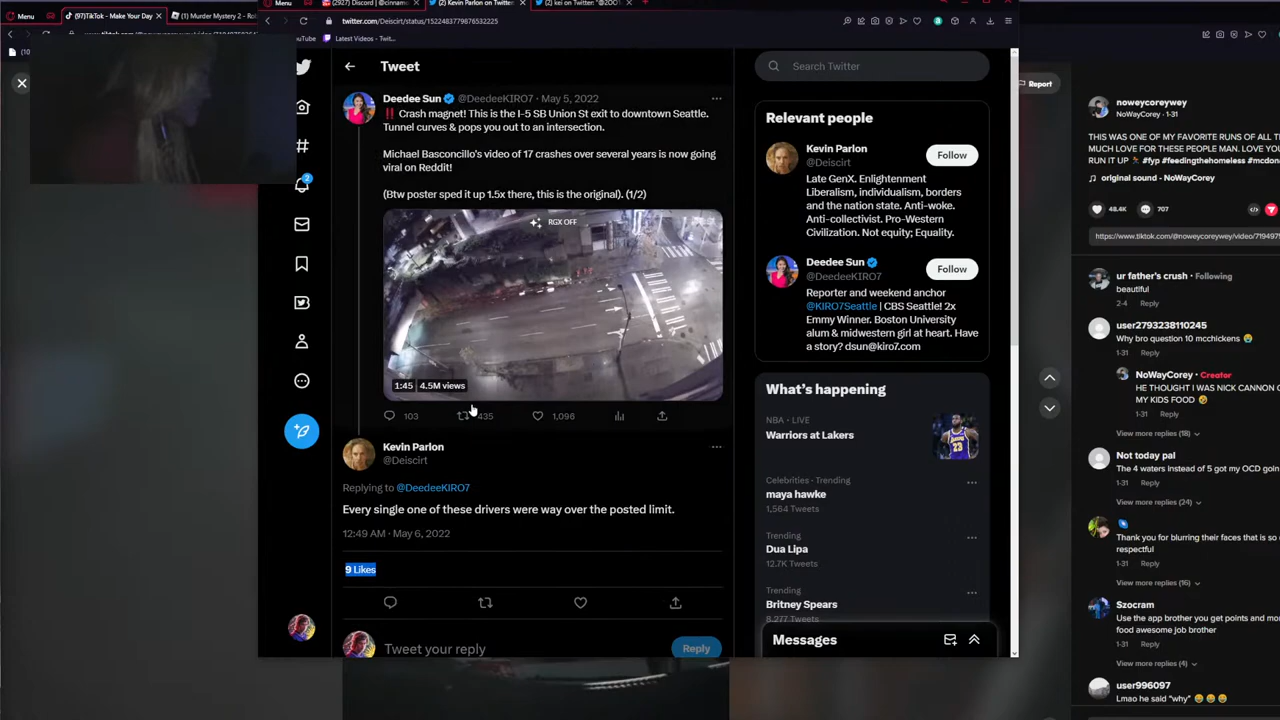 Menu
(97)TikTok - Make Your Day
(1) Murder Mystery 2 - Rob
Menu
(2927) Discord | @cinnamo
(2) Kevin Parlon on Twitter
(2) kei on Twitter: "@ZOO
twitter.com/Deiscirt/status/1522483779876532225
ouTube
Latest Videos - Twit...
Tweet
Search Twitter
Deedee Sun @DeedeeKIRO7 · May 5, 2022
‼️ Crash magnet! This is the I-5 SB Union St exit to downtown Seattle.
Tunnel curves & pops you out to an intersection.
Michael Basconcillo's video of 17 crashes over several years is now going
viral on Reddit!
(Btw poster sped it up 1.5x there, this is the original). (1/2)
RGX OFF
1:45 4.5M views
103 435 1,096
2
Kevin Parlon
@Deiscirt
Replying to @DeedeeKIRO7
Every single one of these drivers were way over the posted limit.
12:49 AM · May 6, 2022
9 Likes
Tweet your reply
Reply
Relevant people
Kevin Parlon
@Deiscirt
Follow
Late GenX. Enlightenment
Liberalism, individualism, borders
and the nation state. Anti-woke.
Anti-collectivist. Pro-Western
Civilization. Not equity; Equality.
Deedee Sun
@DeedeeKIRO7
Follow
Reporter and weekend anchor
@KIRO7Seattle | CBS Seattle! 2x
Emmy Winner. Boston University
alum & midwestern girl at heart. Have
a story? dsun@kiro7.com
What's happening
NBA · LIVE
Warriors at Lakers
Celebrities · Trending
maya hawke
1,564 Tweets
Trending
Dua Lipa
12.7K Tweets
Trending
Britney Spears
8,277 Tweets
Messages
Report
noweycoreywey
NoWayCorey · 1-31
THIS WAS ONE OF MY FAVORITE RUNS OF ALL T
MUCH LOVE FOR THESE PEOPLE MAN. LOVE YOU
RUN IT UP #fyp #feedingthehomeless #mcdon
original sound - NoWayCorey
48.4K 707
https://www.tiktok.com/@noweycoreywey/video/719497
ur father's crush · Following
beautiful
2-4 Reply
user2793238110245
Why bro question 10 mcchickens 😭
1-31 Reply
NoWayCorey · Creator
HE THOUGHT I WAS NICK CANNON
MY KIDS FOOD 🤣
1-31 Reply
View more replies (18)
Not today pal
The 4 waters instead of 5 got my OCD goin
1-31 Reply
View more replies (24)
Thank you for blurring their faces that is so
respectful
1-31 Reply
View more replies (16)
Szocram
Use the app brother you get points and mor
food awesome job brother
1-31 Reply
View more replies (4)
user996097
Lmao he said "why" 😂😂😂